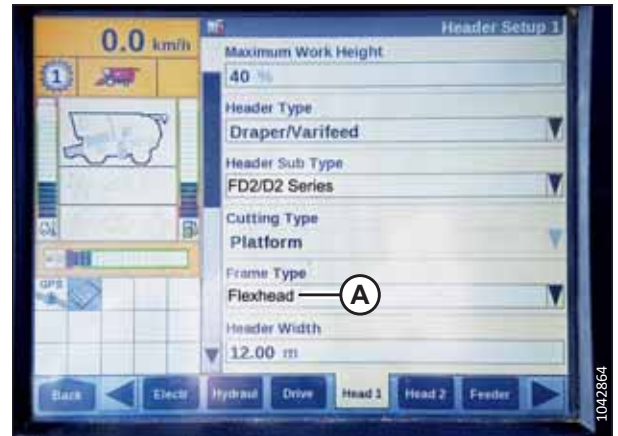 Header Setup 1
0.0 km/h
1
Maximum Work Height
40 %
Header Type
Draper/Varifeed
Header Sub Type
FD2/D2 Series
Cutting Type
Platform
Frame Type
Flexhead
A
GPS
Header Width
12.00 m
Back
Electr
Hydraul
Drive
Head 1
Head 2
Feeder
1042864